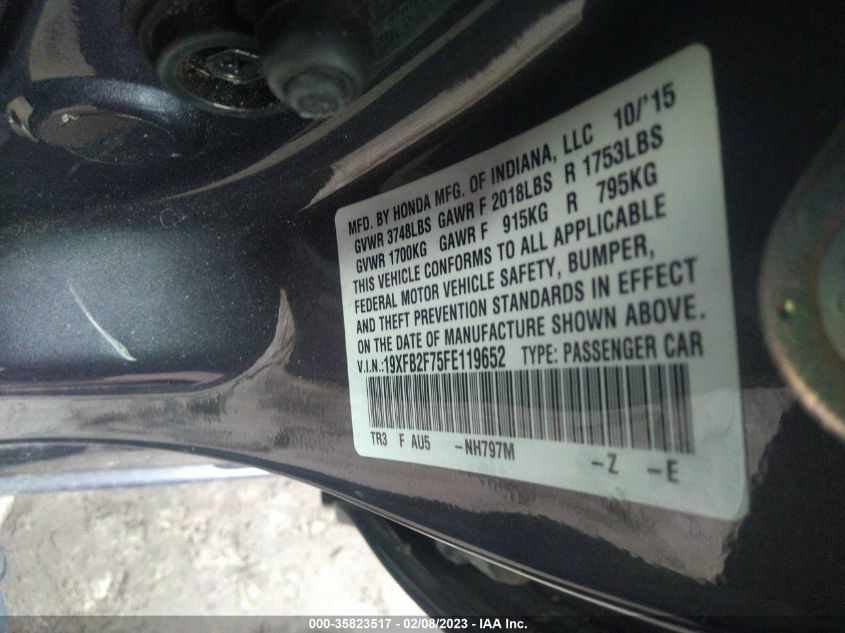 MFD. BY HONDA MFG. OF INDIANA, LLC 10/'15
GVWR 3748LBS GAWR F 2018LBS R 1753LBS
GVWR 1700KG GAWR F 915KG R 795KG
THIS VEHICLE CONFORMS TO ALL APPLICABLE
FEDERAL MOTOR VEHICLE SAFETY, BUMPER,
AND THEFT PREVENTION STANDARDS IN EFFECT
ON THE DATE OF MANUFACTURE SHOWN ABOVE.
V.I.N.:19XFB2F75FE119652 TYPE: PASSENGER CAR
TR3 F AU5 -NH797M -Z -E
000-35823517 - 02/08/2023 - IAA Inc.